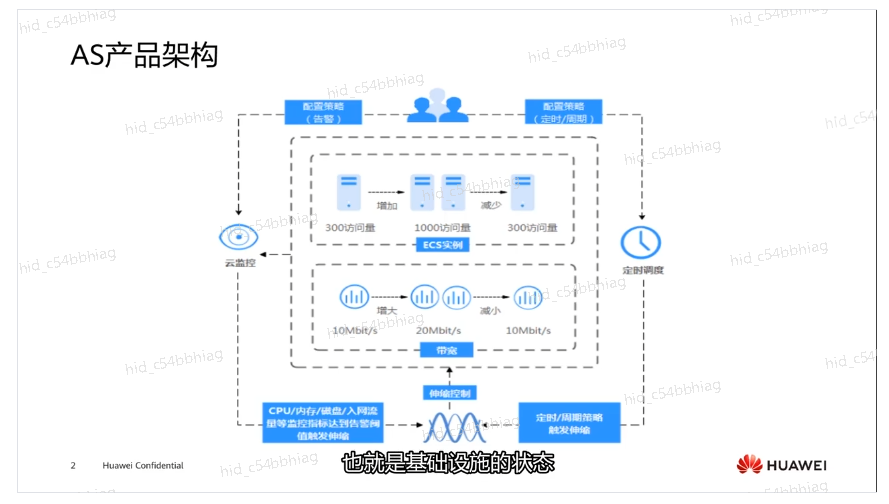 AS产品架构
配置策略
（告警）
配置策略
（定时/周期）
增加
减少
300访问量
1000访问量
300访问量
ECS实例
云监控
定时调度
增大
减小
10Mbit/s
20Mbit/s
10Mbit/s
带宽
伸缩控制
CPU/内存/磁盘/入网流
量等监控指标达到告警阀
值触发伸缩
定时/周期策略
触发伸缩
也就是基础设施的状态
2 Huawei Confidential
HUAWEI
hid_c54bbhiag